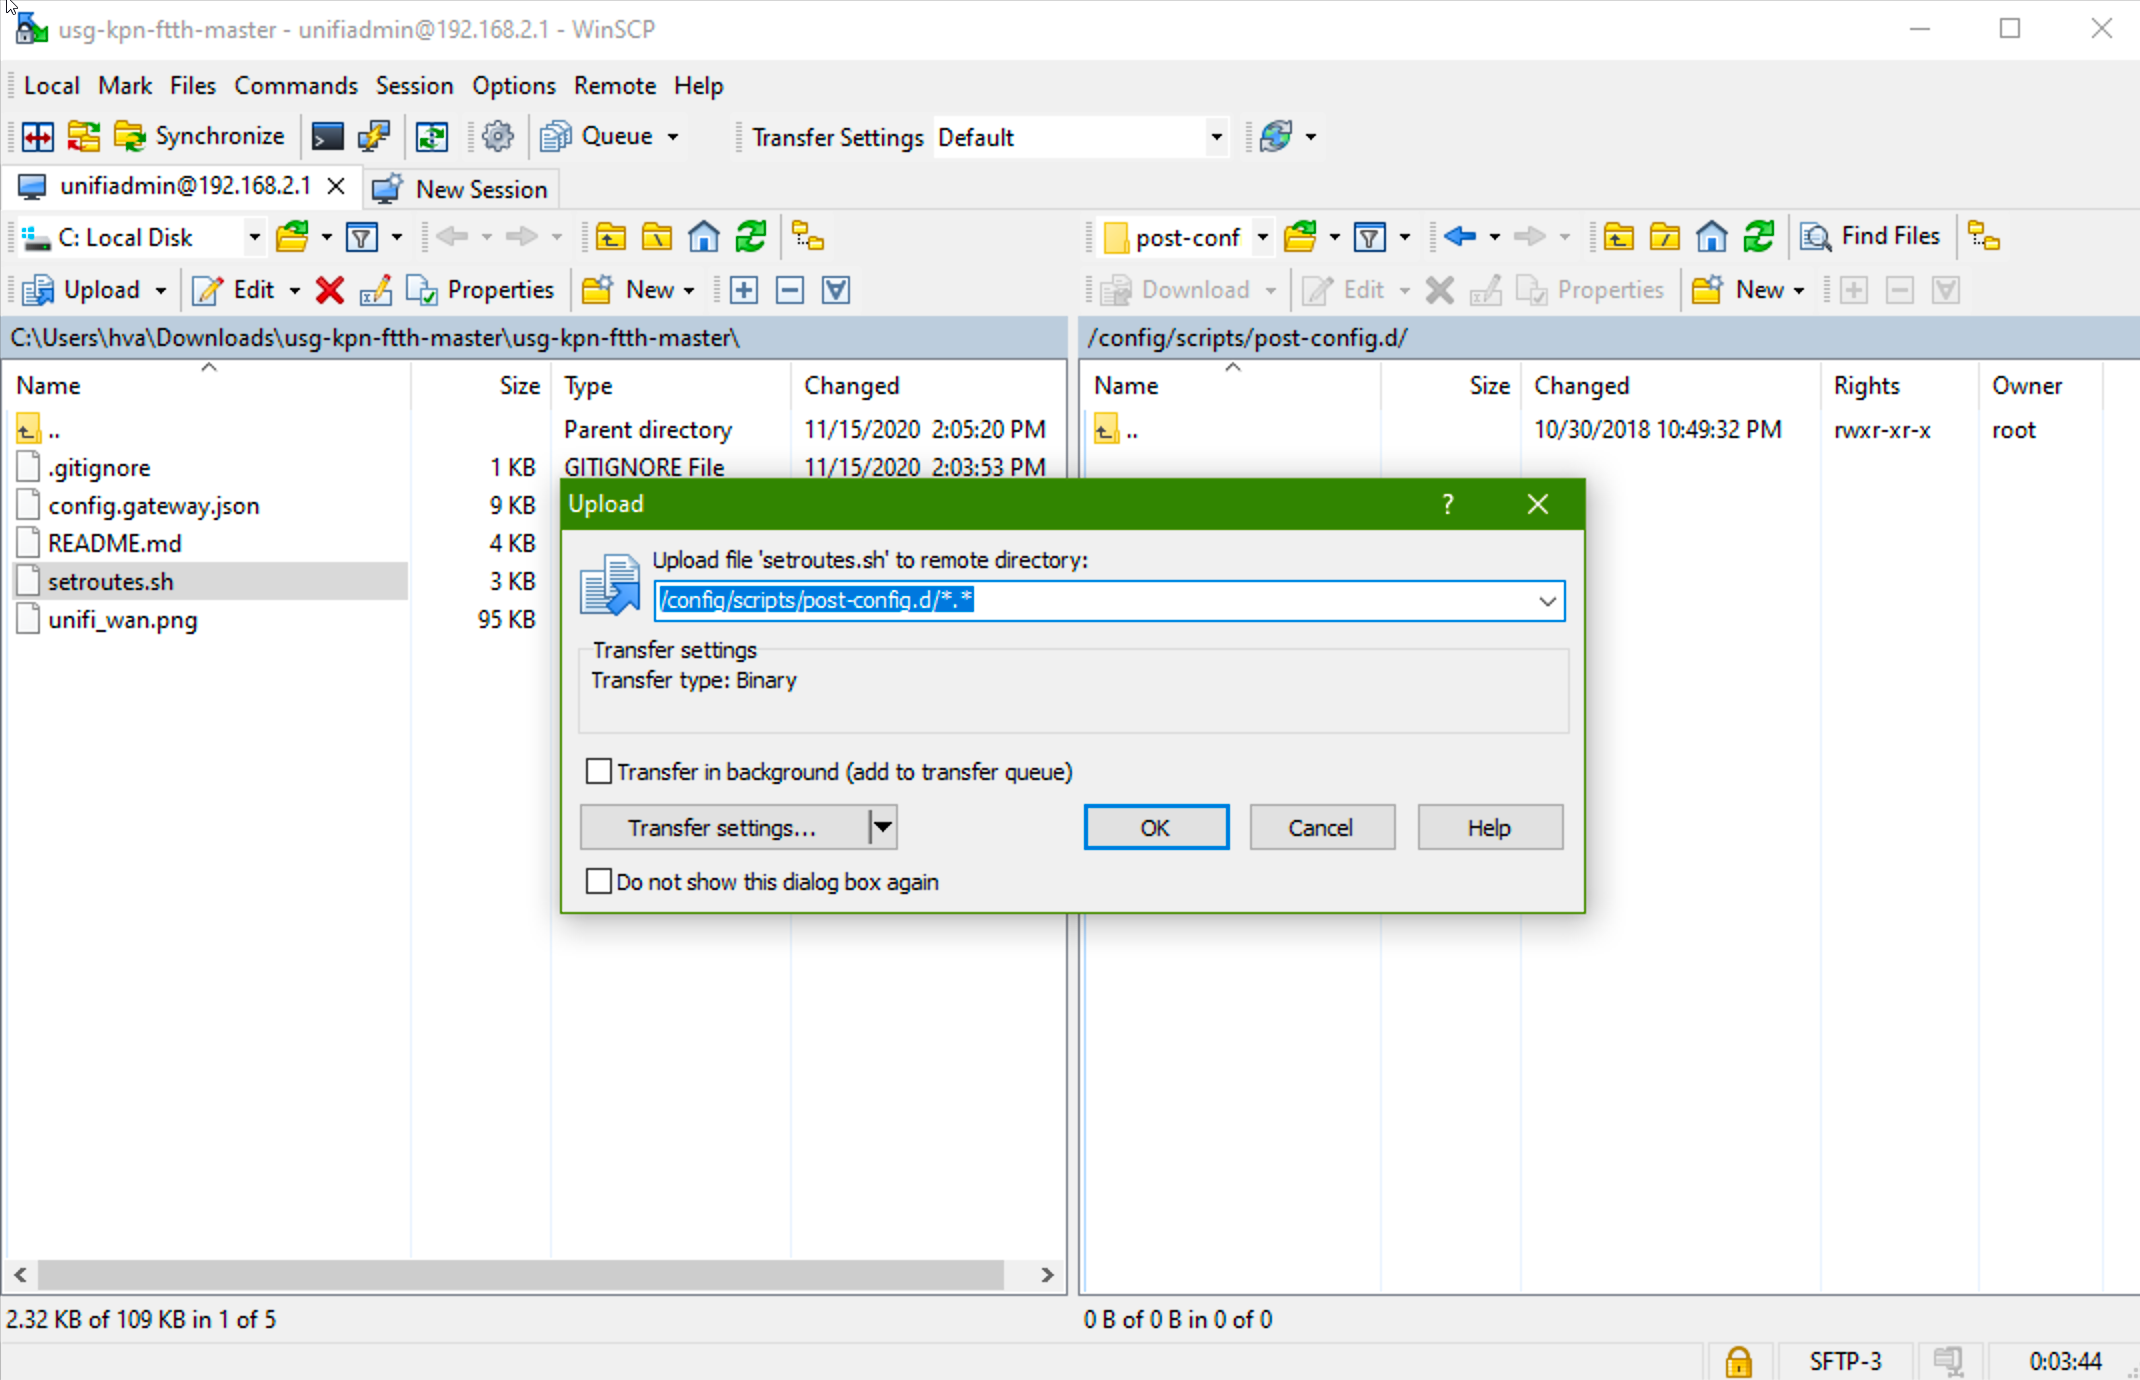 usg-kpn-ftth-master - unifiadmin@192.168.2.1 - WinSCP
Local Mark Files Commands Session Options Remote Help
Synchronize Queue Transfer Settings Default
unifiadmin@192.168.2.1 New Session
C: Local Disk post-conf Find Files
Upload Edit Properties New Download Edit Properties New
C:\Users\hva\Downloads\usg-kpn-ftth-master\usg-kpn-ftth-master\ /config/scripts/post-config.d/
Name Size Type Changed Name Size Changed Rights Owner
.. Parent directory 11/15/2020 2:05:20 PM .. 10/30/2018 10:49:32 PM rwxr-xr-x root
.gitignore 1 KB GITIGNORE File 11/15/2020 2:03:53 PM
config.gateway.json 9 KB
README.md 4 KB
setroutes.sh 3 KB
unifi_wan.png 95 KB
Upload ?
Upload file 'setroutes.sh' to remote directory:
/config/scripts/post-config.d/*.*
Transfer settings
Transfer type: Binary
Transfer in background (add to transfer queue)
Transfer settings... OK Cancel Help
Do not show this dialog box again
2.32 KB of 109 KB in 1 of 5 0 B of 0 B in 0 of 0
SFTP-3 0:03:44